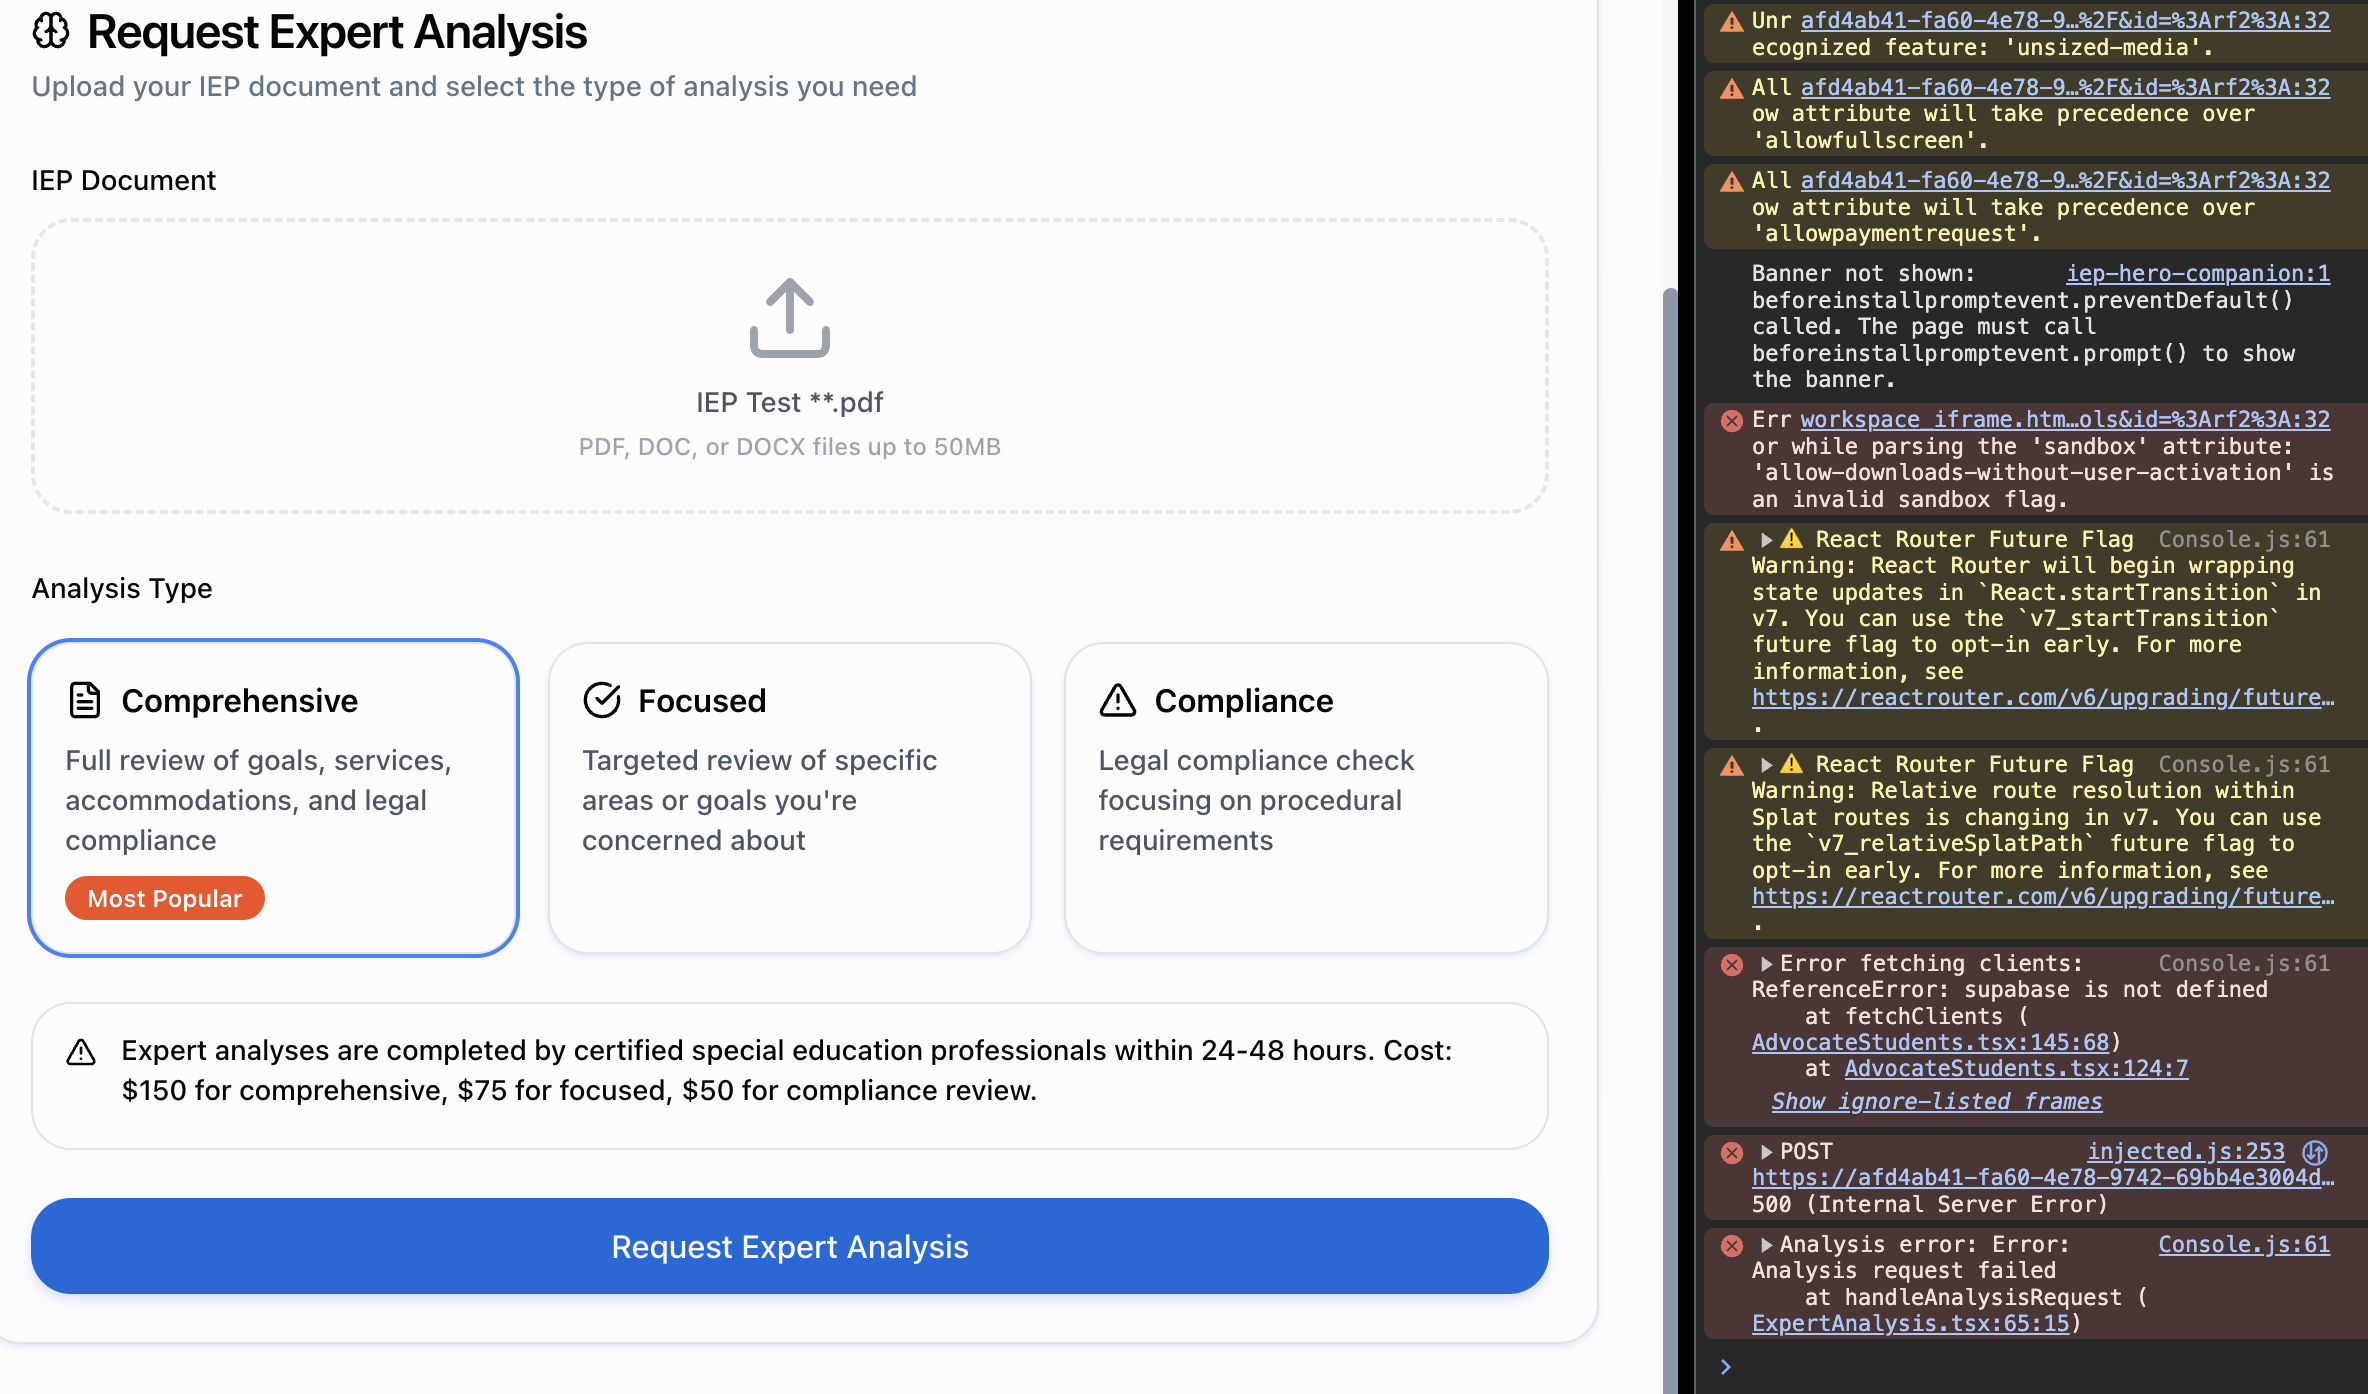 Request Expert Analysis
Upload your IEP document and select the type of analysis you need
IEP Document
IEP Test **.pdf
PDF, DOC, or DOCX files up to 50MB
Analysis Type
Comprehensive
Full review of goals, services,
accommodations, and legal
compliance
Most Popular
Focused
Targeted review of specific
areas or goals you're
concerned about
Compliance
Legal compliance check
focusing on procedural
requirements
Expert analyses are completed by certified special education professionals within 24-48 hours. Cost:
$150 for comprehensive, $75 for focused, $50 for compliance review.
Request Expert Analysis
Unr afd4ab41-fa60-4e78-9…%2F&id=%3Arf2%3A:32
ecognized feature: 'unsized-media'.
All afd4ab41-fa60-4e78-9…%2F&id=%3Arf2%3A:32
ow attribute will take precedence over
'allowfullscreen'.
All afd4ab41-fa60-4e78-9…%2F&id=%3Arf2%3A:32
ow attribute will take precedence over
'allowpaymentrequest'.
Banner not shown: iep-hero-companion:1
beforeinstallpromptevent.preventDefault()
called. The page must call
beforeinstallpromptevent.prompt() to show
the banner.
Err workspace_iframe.htm…ols&id=%3Arf2%3A:32
or while parsing the 'sandbox' attribute:
'allow-downloads-without-user-activation' is
an invalid sandbox flag.
⚠️ React Router Future Flag Console.js:61
Warning: React Router will begin wrapping
state updates in `React.startTransition` in
v7. You can use the `v7_startTransition`
future flag to opt-in early. For more
information, see
https://reactrouter.com/v6/upgrading/future…
.
⚠️ React Router Future Flag Console.js:61
Warning: Relative route resolution within
Splat routes is changing in v7. You can use
the `v7_relativeSplatPath` future flag to
opt-in early. For more information, see
https://reactrouter.com/v6/upgrading/future…
.
Error fetching clients: Console.js:61
ReferenceError: supabase is not defined
at fetchClients (
AdvocateStudents.tsx:145:68)
at AdvocateStudents.tsx:124:7
Show ignore-listed frames
POST injected.js:253
https://afd4ab41-fa60-4e78-9742-69bb4e3004d…
500 (Internal Server Error)
Analysis error: Error: Console.js:61
Analysis request failed
at handleAnalysisRequest (
ExpertAnalysis.tsx:65:15)